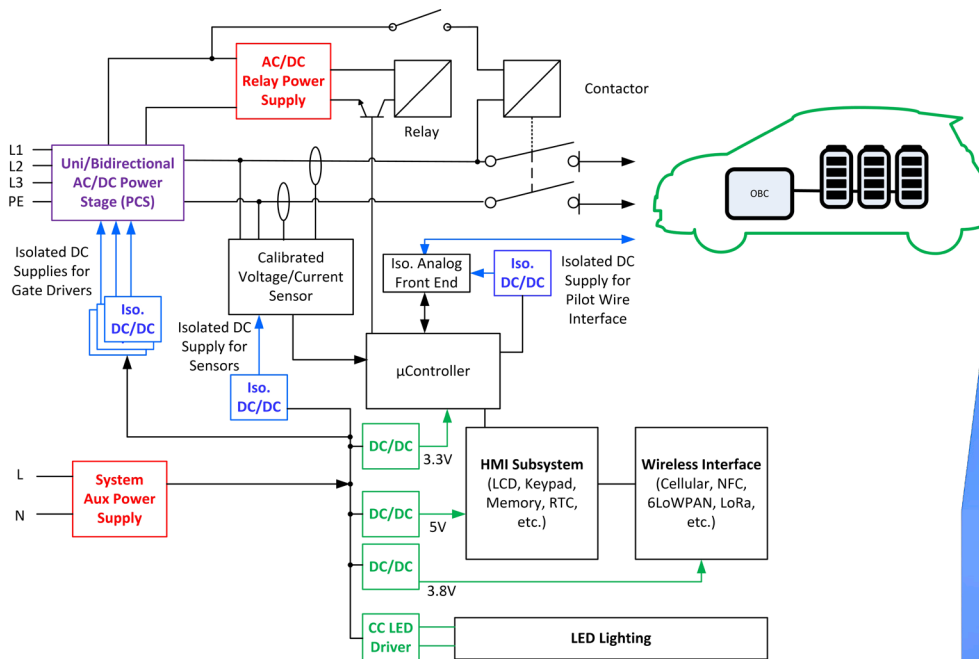 AC/DC
Relay Power
Supply
Relay
Contactor
L1
L2
L3
PE
Uni/Bidirectional
AC/DC Power
Stage (PCS)
OBC
Isolated DC
Supplies for
Gate Drivers
Iso.
DC/DC
Calibrated
Voltage/Current
Sensor
Iso. Analog
Front End
Iso.
DC/DC
Isolated DC
Supply for
Pilot Wire
Interface
Isolated DC
Supply for
Sensors
Iso.
DC/DC
µController
DC/DC
3.3V
L
N
System
Aux Power
Supply
DC/DC
5V
HMI Subsystem
(LCD, Keypad,
Memory, RTC,
etc.)
Wireless Interface
(Cellular, NFC,
6LoWPAN, LoRa,
etc.)
DC/DC
3.8V
CC LED
Driver
LED Lighting